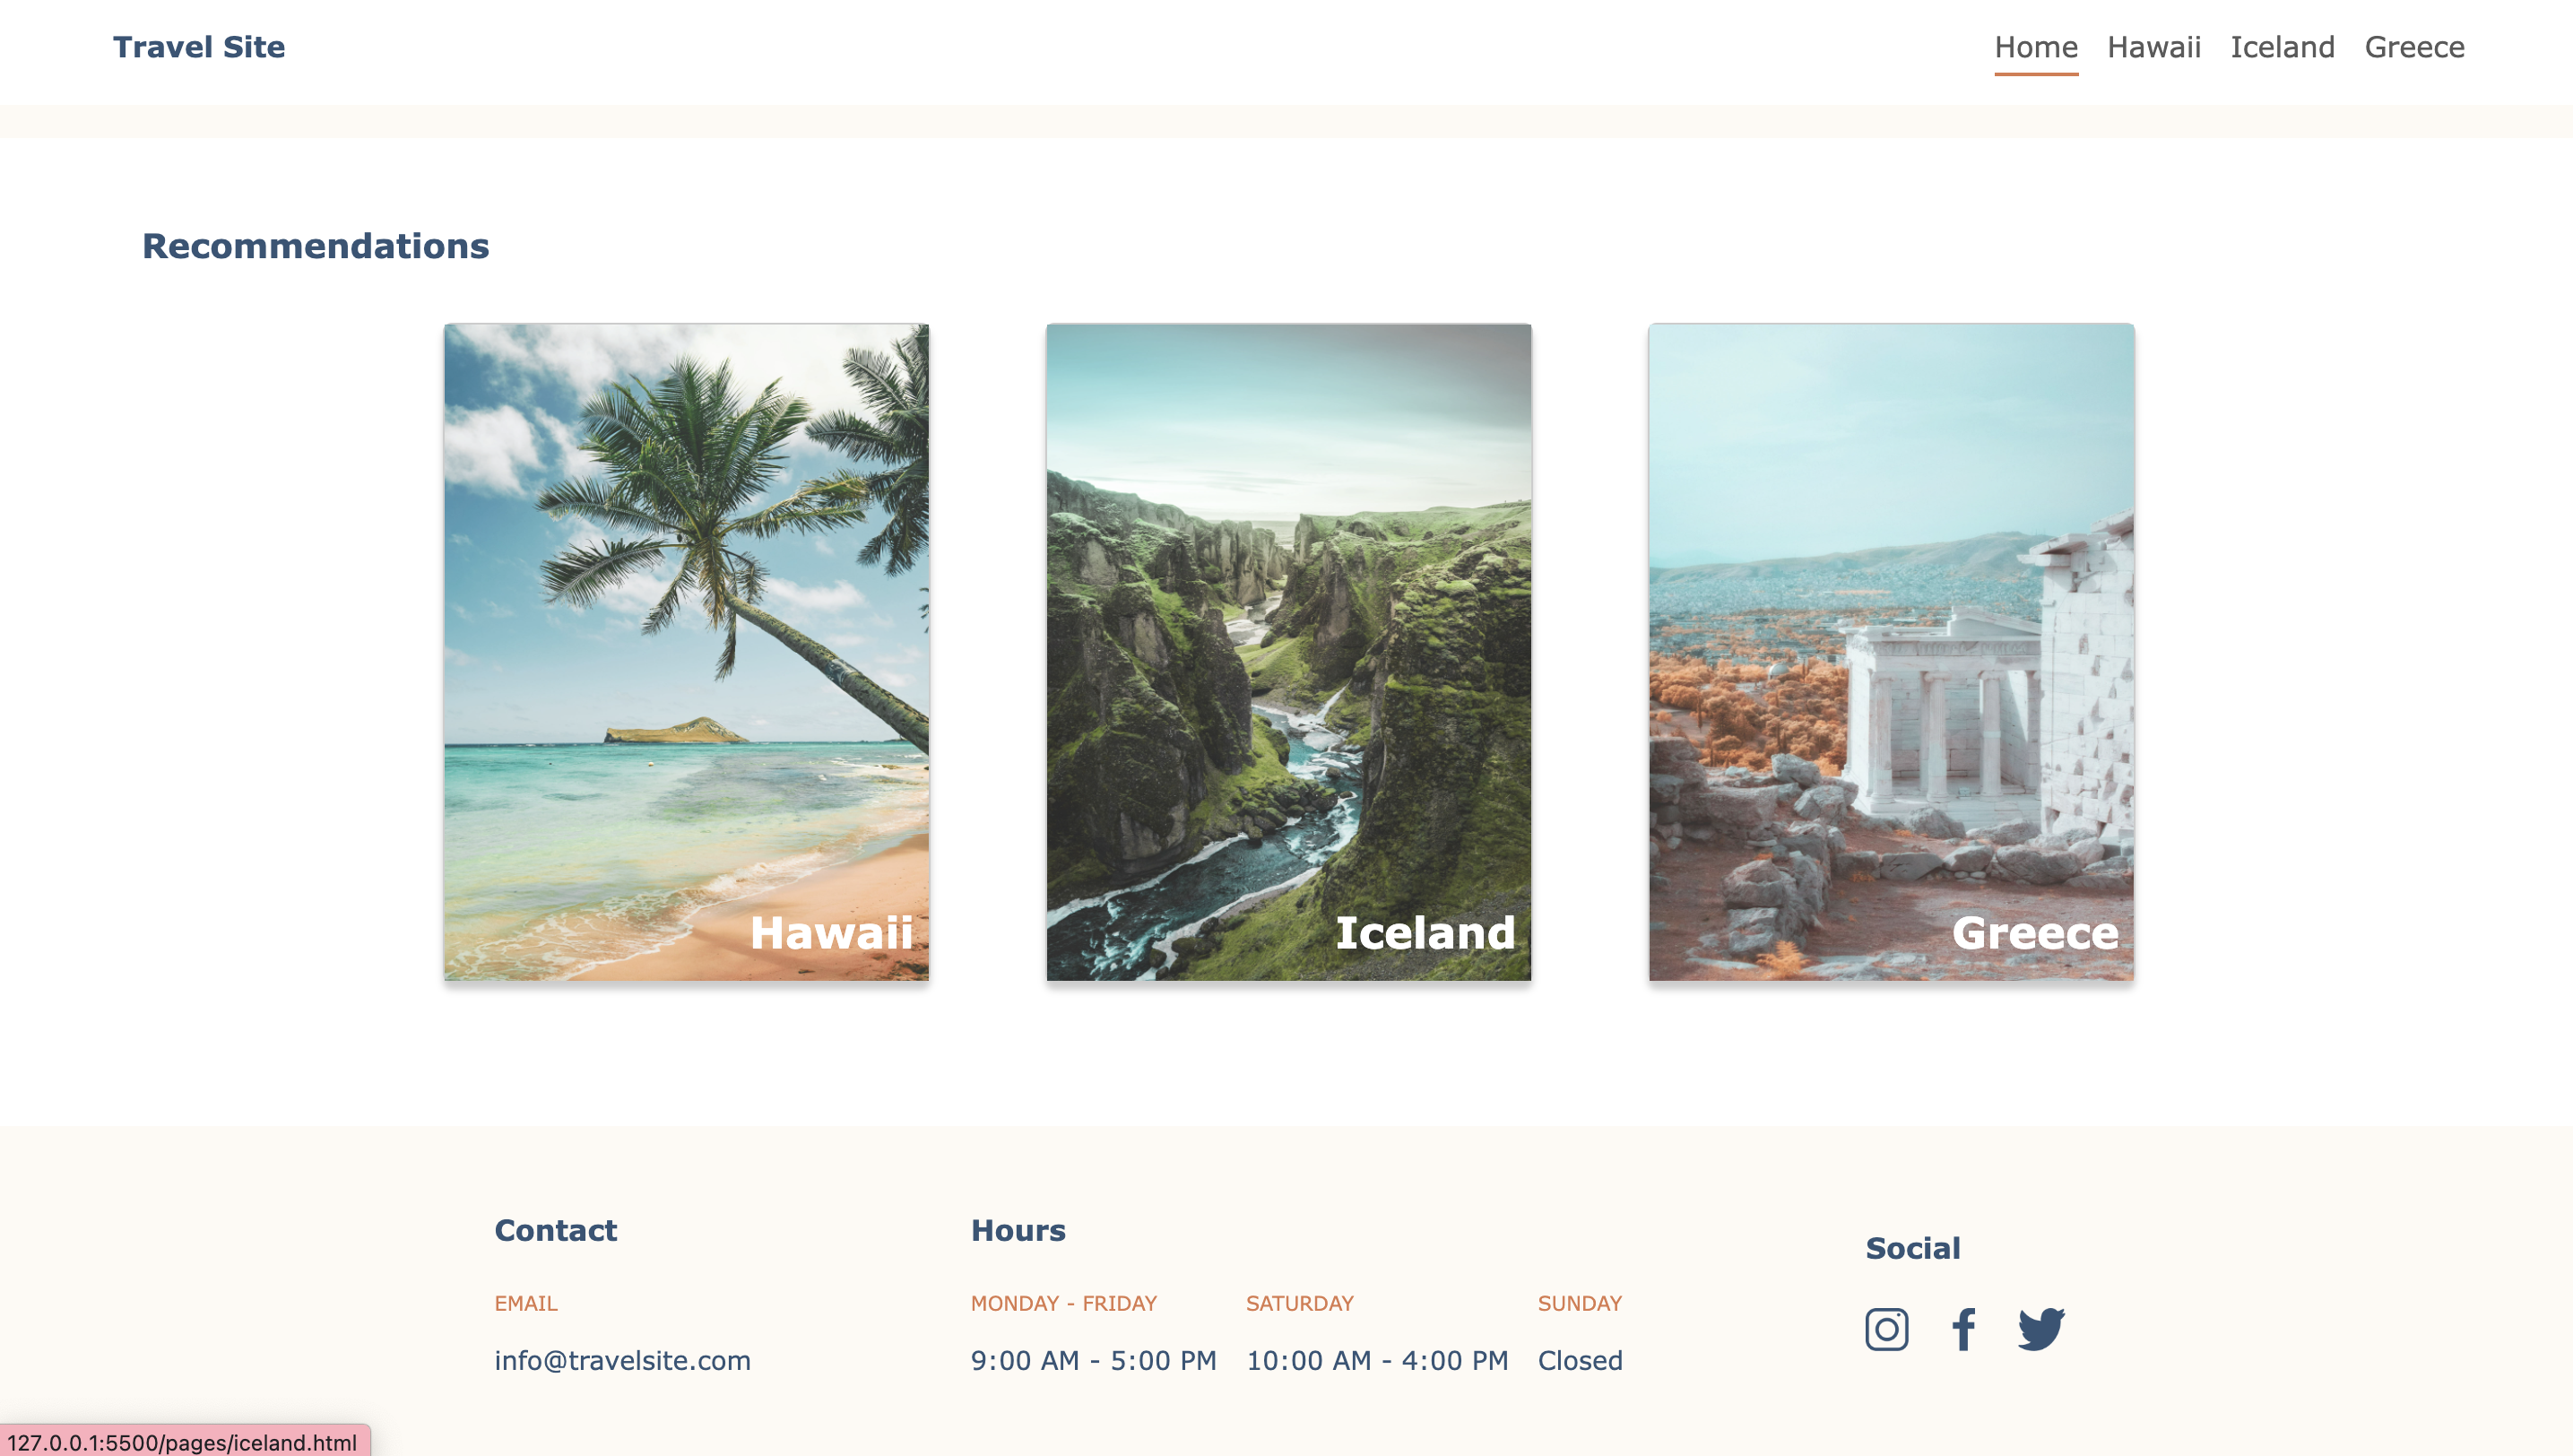 Travel Site
Home Hawaii Iceland Greece
Recommendations
Hawaii
Iceland
Greece
Contact
EMAIL
info@travelsite.com
Hours
MONDAY - FRIDAY
9:00 AM - 5:00 PM
SATURDAY
10:00 AM - 4:00 PM
SUNDAY
Closed
Social
127.0.0.1:5500/pages/iceland.html